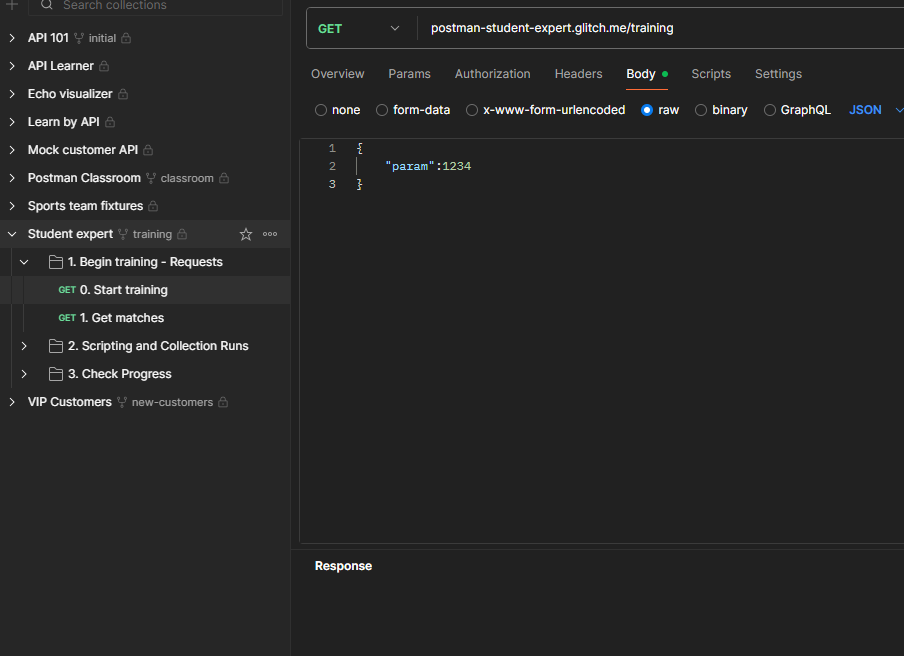 Search collections
API 101 initial
API Learner
Echo visualizer
Learn by API
Mock customer API
Postman Classroom classroom
Sports team fixtures
Student expert training
1. Begin training - Requests
GET 0. Start training
GET 1. Get matches
2. Scripting and Collection Runs
3. Check Progress
VIP Customers new-customers
GET postman-student-expert.glitch.me/training
Overview Params Authorization Headers Body Scripts Settings
none form-data x-www-form-urlencoded raw binary GraphQL JSON
1 {
2 "param":1234
3 }
Response